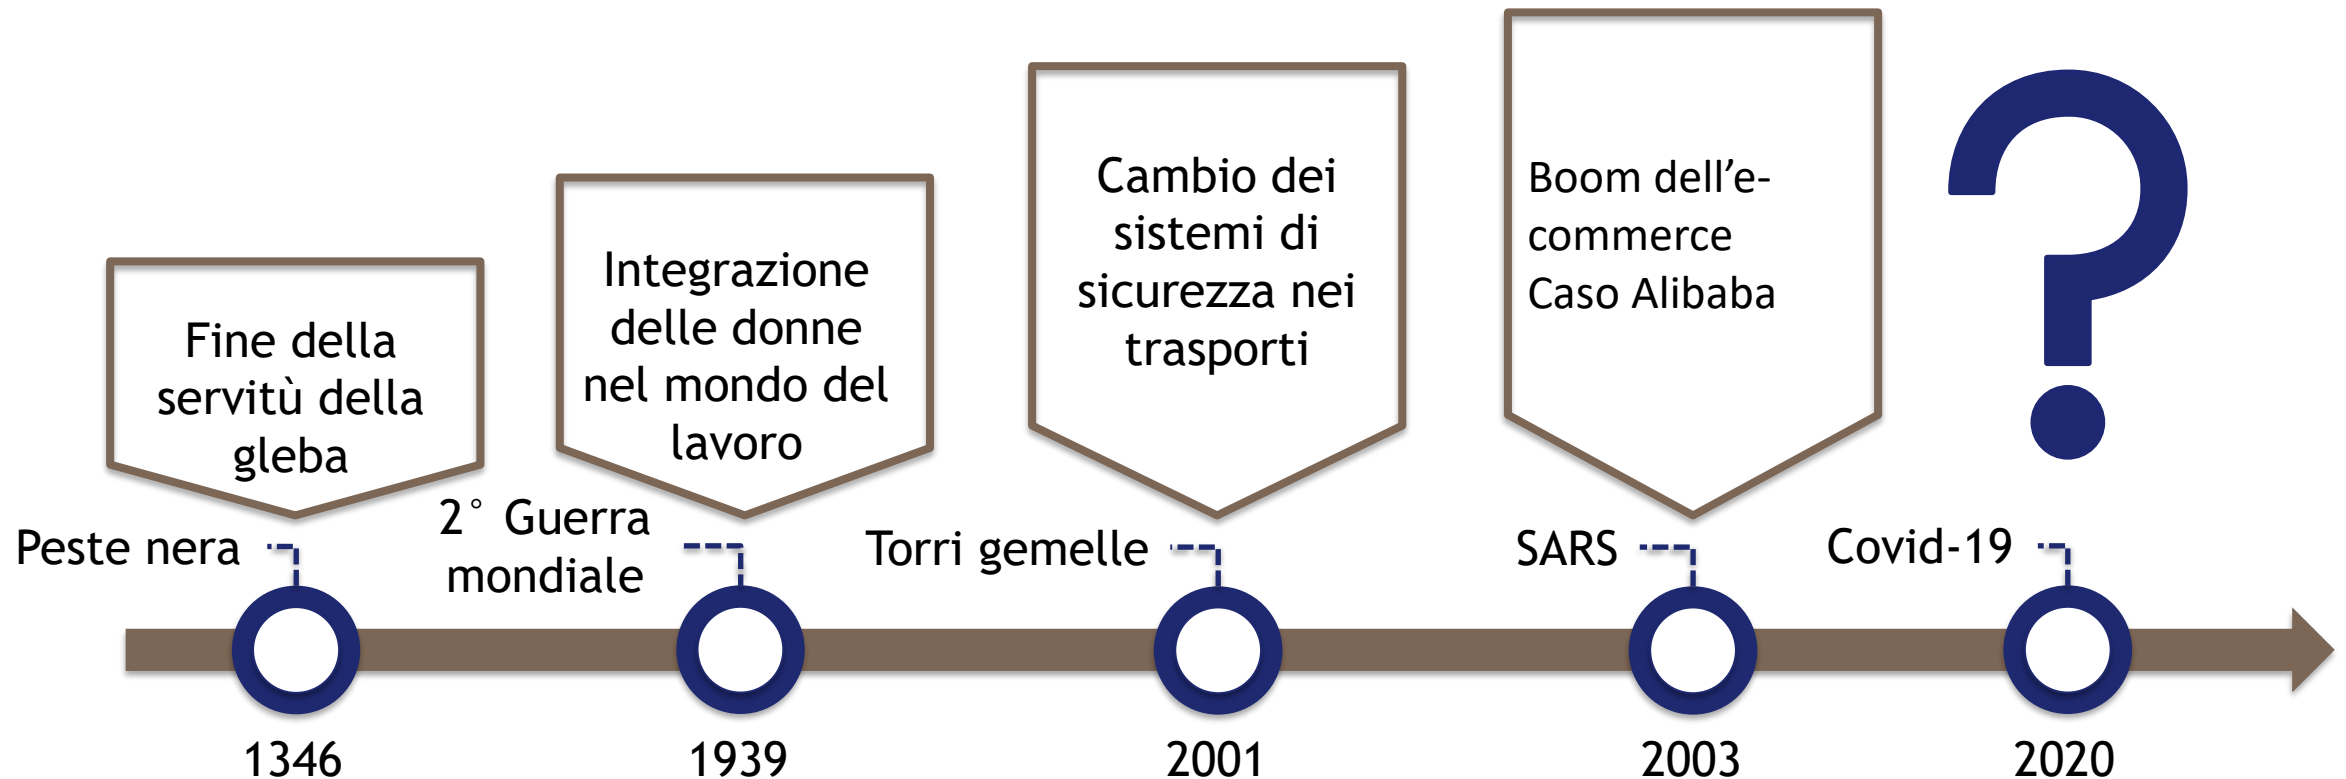 Fine della
servitù della
gleba
Integrazione
delle donne
nel mondo del
lavoro
Cambio dei
sistemi di
sicurezza nei
trasporti
Boom dell’e-
commerce
Caso Alibaba
?
Peste nera
2° Guerra
mondiale
Torri gemelle
SARS
Covid-19
1346
1939
2001
2003
2020